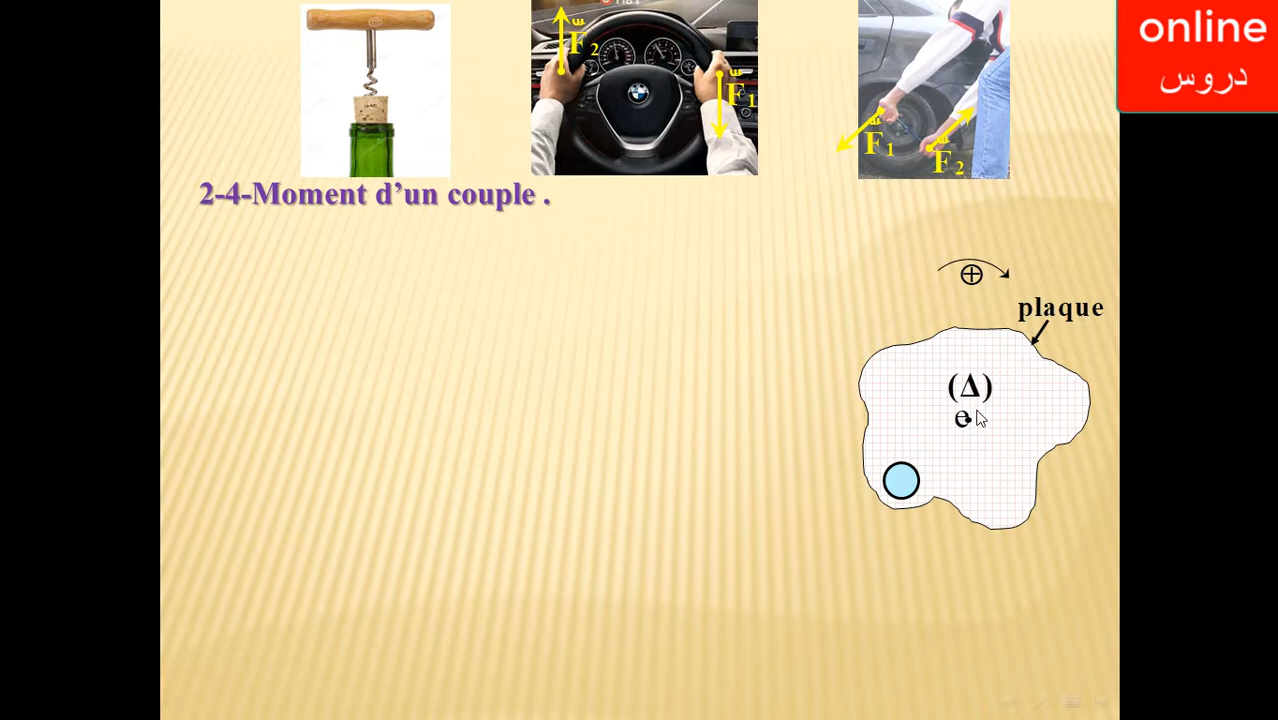 online
دروس
F2
F1
F1
F2
2-4-Moment d’un couple .
plaque
(Δ)